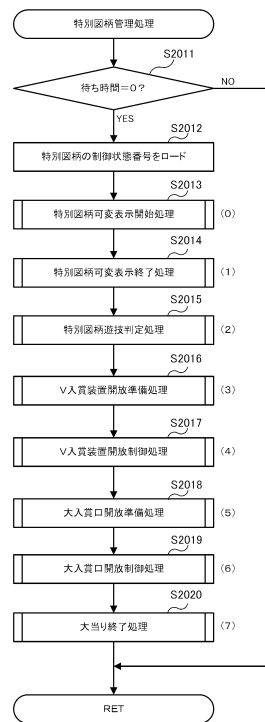 特別図柄管理処理
S2011
待ち時間=0?
NO
YES
S2012
特別図柄の制御状態番号をロード
S2013
特別図柄可変表示開始処理
(0)
S2014
特別図柄可変表示終了処理
(1)
S2015
特別図柄遊技判定処理
(2)
S2016
V入賞装置開放準備処理
(3)
S2017
V入賞装置開放制御処理
(4)
S2018
大入賞口開放準備処理
(5)
S2019
大入賞口開放制御処理
(6)
S2020
大当り終了処理
(7)
RET